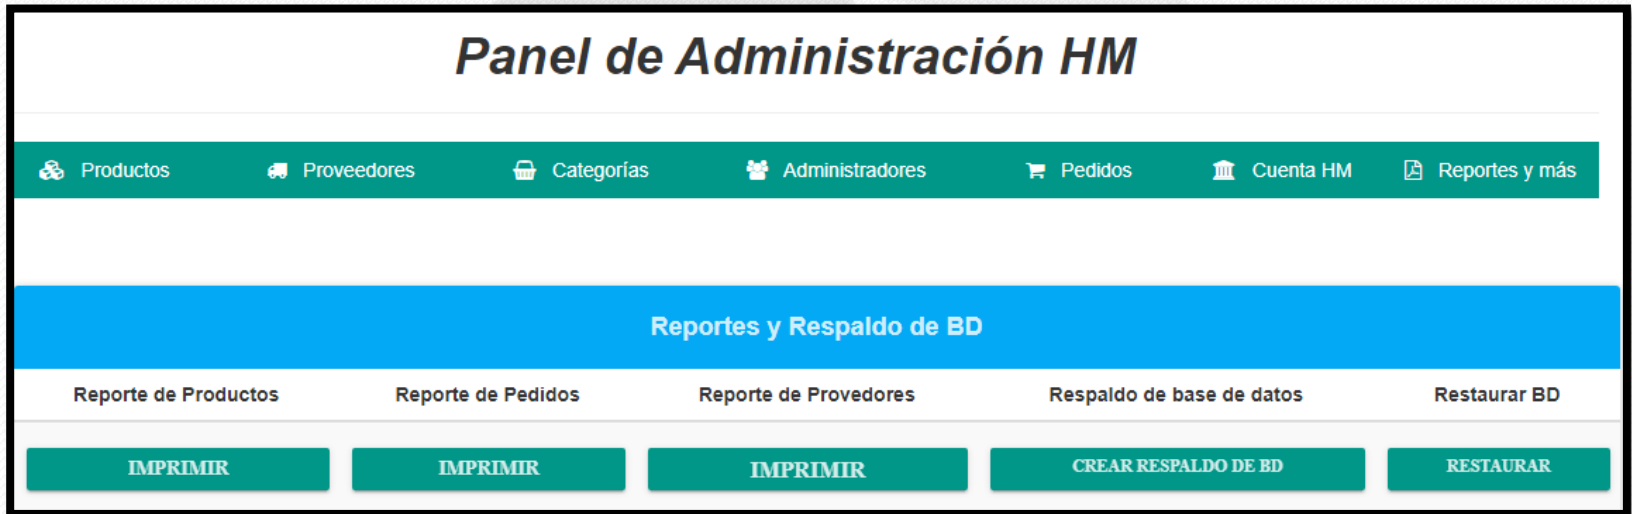 Panel de Administración HM
Productos Proveedores Categorías Administradores Pedidos Cuenta HM Reportes y más
Reportes y Respaldo de BD
Reporte de Productos Reporte de Pedidos Reporte de Provedores Respaldo de base de datos Restaurar BD
IMPRIMIR IMPRIMIR IMPRIMIR CREAR RESPALDO DE BD RESTAURAR